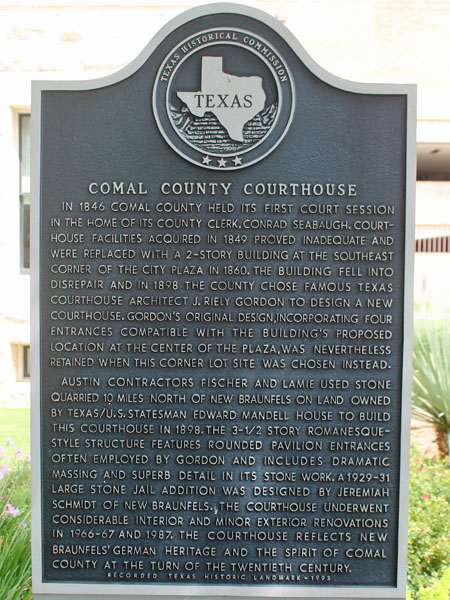 TEXAS HISTORICAL COMMISSION
TEXAS
COMAL COUNTY COURTHOUSE
IN 1846 COMAL COUNTY HELD ITS FIRST COURT SESSION
IN THE HOME OF ITS COUNTY CLERK, CONRAD SEABAUGH. COURT-
HOUSE FACILITIES ACQUIRED IN 1849 PROVED INADEQUATE AND
WERE REPLACED WITH A 2-STORY BUILDING AT THE SOUTHEAST
CORNER OF THE CITY PLAZA IN 1860. THE BUILDING FELL INTO
DISREPAIR AND IN 1898 THE COUNTY CHOSE FAMOUS TEXAS
COURTHOUSE ARCHITECT J. RIELY GORDON TO DESIGN A NEW
COURTHOUSE. GORDON'S ORIGINAL DESIGN, INCORPORATING FOUR
ENTRANCES COMPATIBLE WITH THE BUILDING'S PROPOSED
LOCATION AT THE CENTER OF THE PLAZA, WAS NEVERTHELESS
RETAINED WHEN THIS CORNER LOT SITE WAS CHOSEN INSTEAD.
AUSTIN CONTRACTORS FISCHER AND LAMIE USED STONE
QUARRIED 10 MILES NORTH OF NEW BRAUNFELS ON LAND OWNED
BY TEXAS/U.S. STATESMAN EDWARD MANDELL HOUSE TO BUILD
THIS COURTHOUSE IN 1898. THE 3-1/2 STORY ROMANESQUE-
STYLE STRUCTURE FEATURES ROUNDED PAVILION ENTRANCES
OFTEN EMPLOYED BY GORDON AND INCLUDES DRAMATIC
MASSING AND SUPERB DETAIL IN ITS STONE WORK. A 1929-31
LARGE STONE JAIL ADDITION WAS DESIGNED BY JEREMIAH
SCHMIDT OF NEW BRAUNFELS. THE COURTHOUSE UNDERWENT
CONSIDERABLE INTERIOR AND MINOR EXTERIOR RENOVATIONS
IN 1966-67 AND 1987. THE COURTHOUSE REFLECTS NEW
BRAUNFELS' GERMAN HERITAGE AND THE SPIRIT OF COMAL
COUNTY AT THE TURN OF THE TWENTIETH CENTURY.
RECORDED TEXAS HISTORIC LANDMARK - 1993